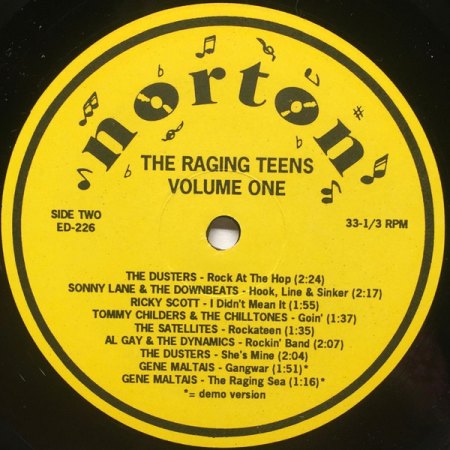 norton
THE RAGING TEENS
VOLUME ONE
SIDE TWO
ED-226
33-1/3 RPM
THE DUSTERS - Rock At The Hop (2:24)
SONNY LANE & THE DOWNBEATS - Hook, Line & Sinker (2:17)
RICKY SCOTT - I Didn't Mean It (1:55)
TOMMY CHILDERS & THE CHILLTONES - Goin' (1:37)
THE SATELLITES - Rockateen (1:35)
AL GAY & THE DYNAMICS - Rockin' Band (2:07)
THE DUSTERS - She's Mine (2:04)
GENE MALTAIS - Gangwar (1:51)*
GENE MALTAIS - The Raging Sea (1:16)*
*= demo version